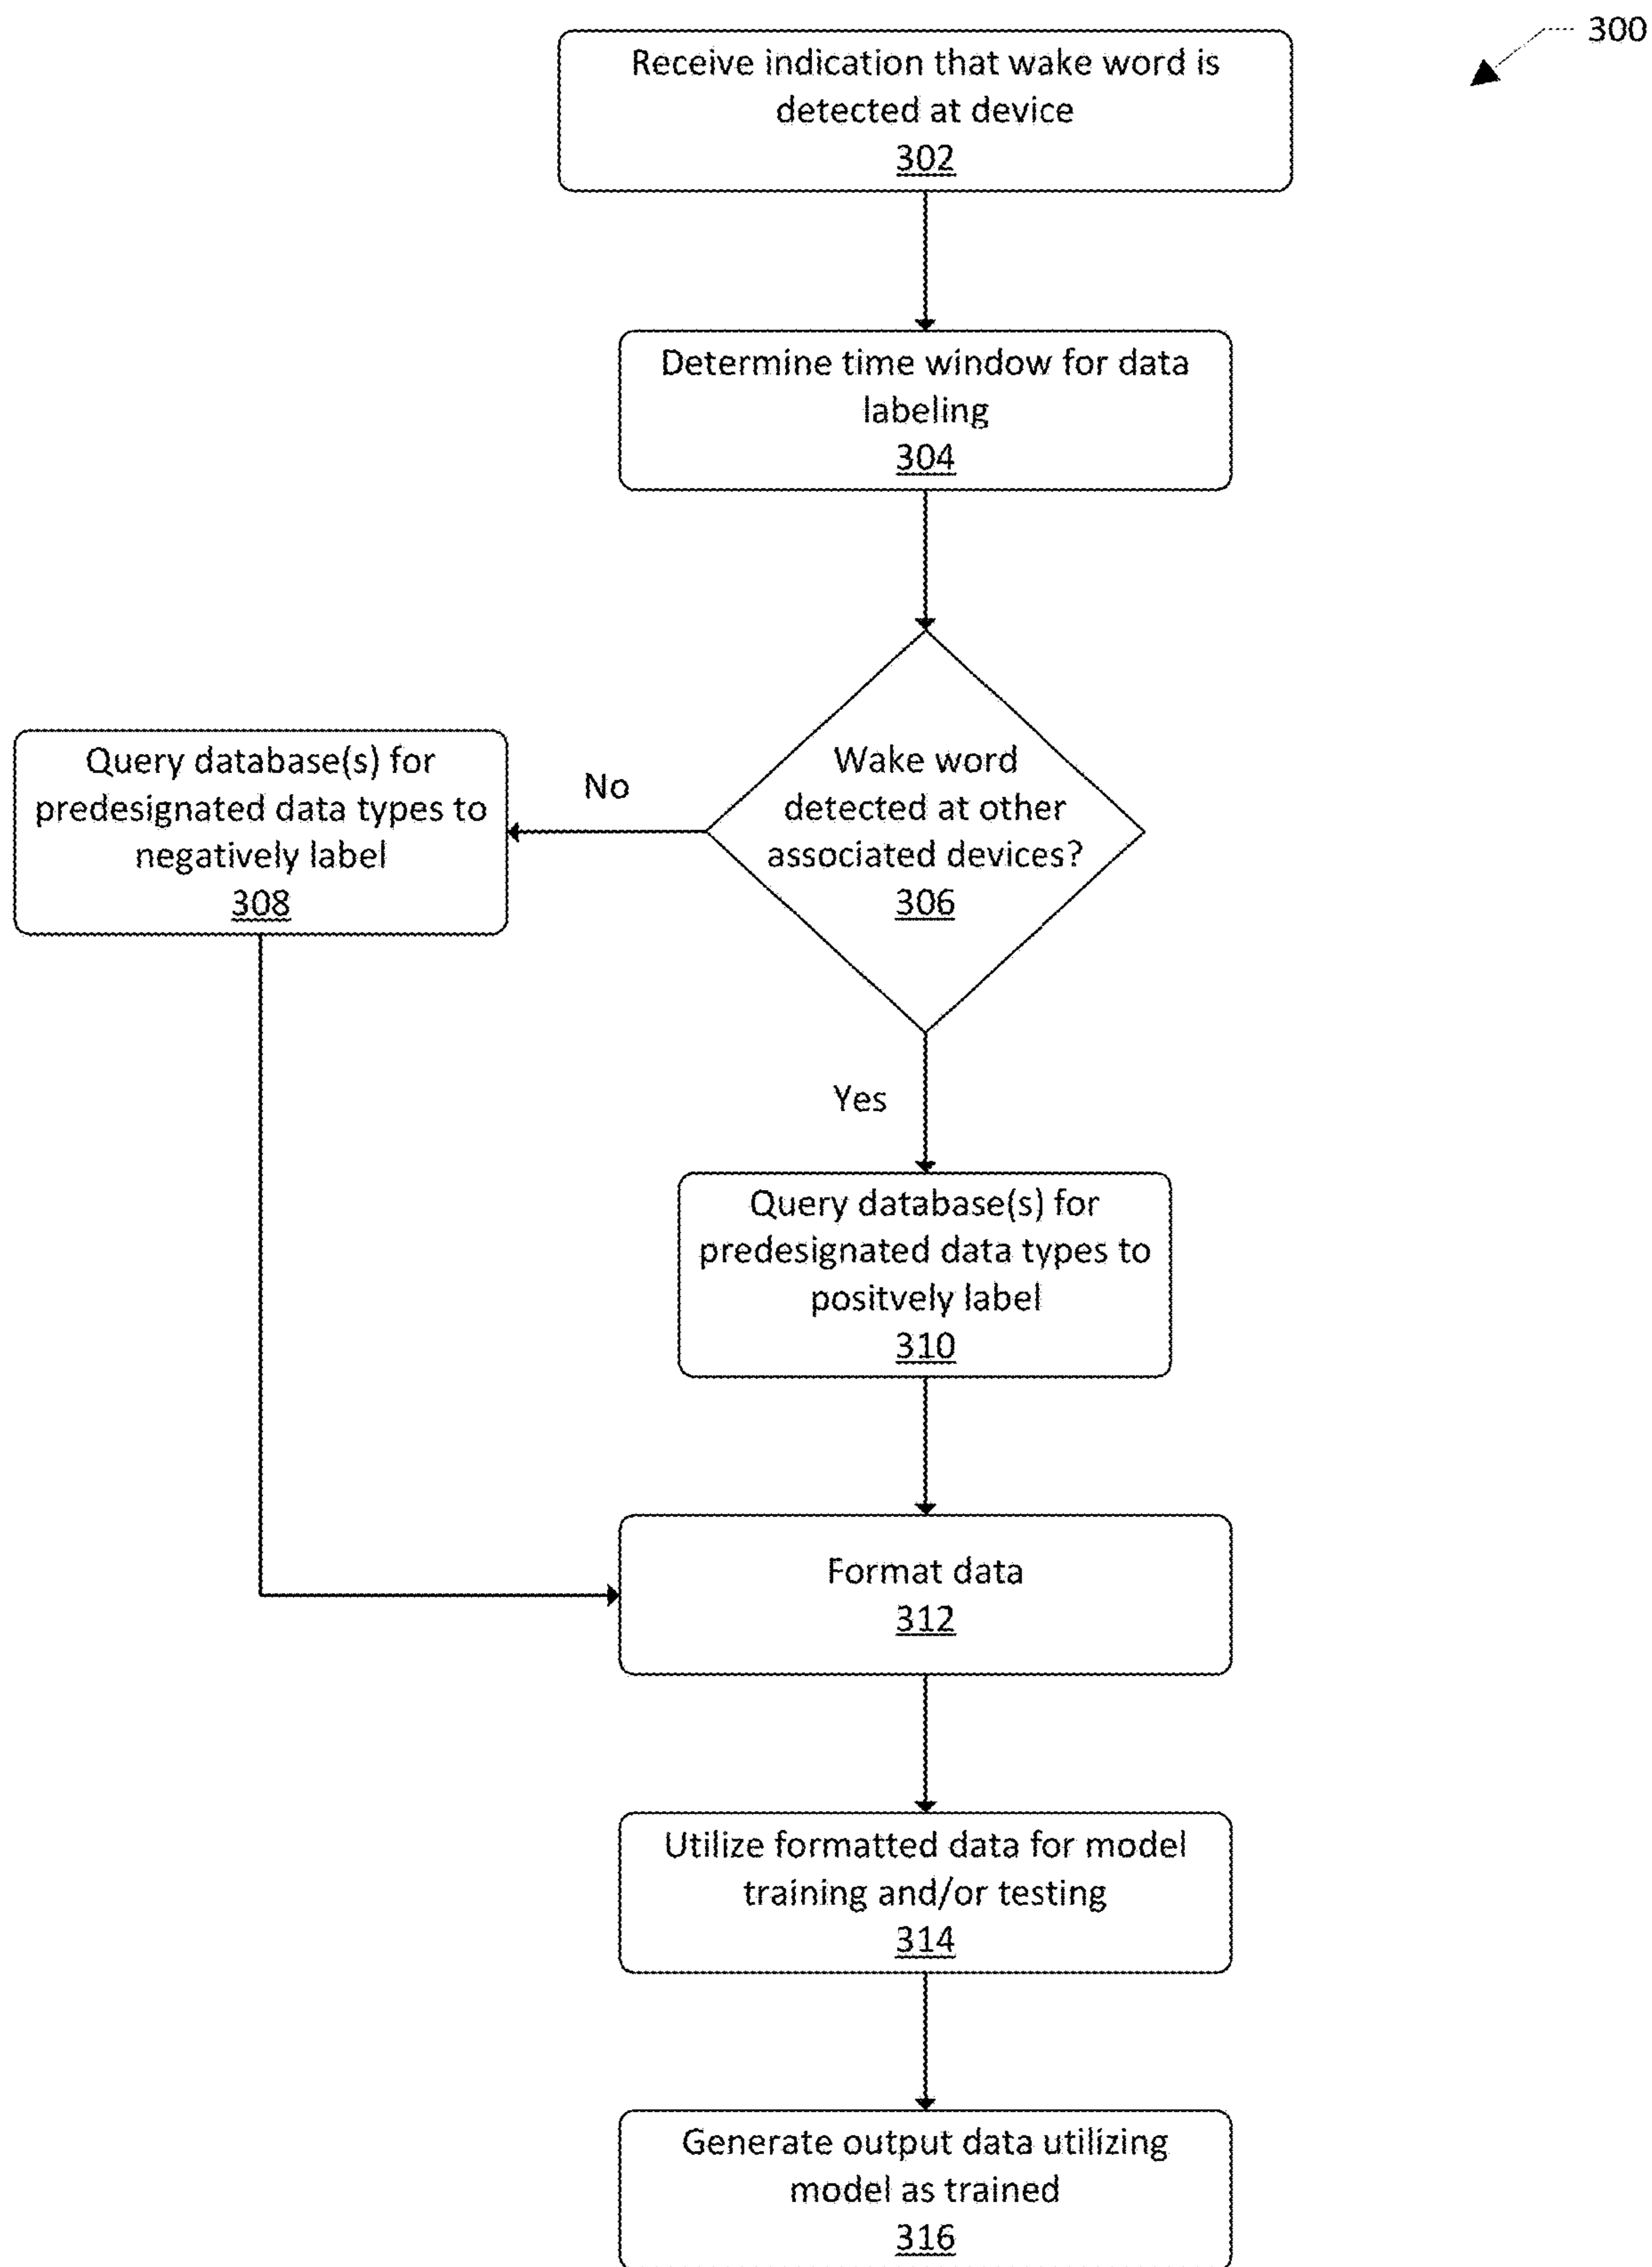 300
Receive indication that wake word is
detected at device
302
Determine time window for data
labeling
304
Wake word
detected at other
associated devices?
306
No
Query database(s) for
predesignated data types to
negatively label
308
Yes
Query database(s) for
predesignated data types to
positvely label
310
Format data
312
Utilize formatted data for model
training and/or testing
314
Generate output data utilizing
model as trained
316